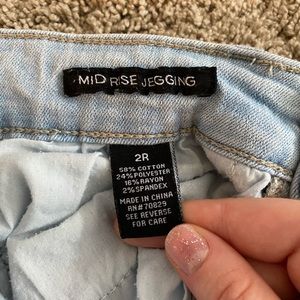 MID RISE JEGGING
2R
58% COTTON
24% POLYESTER
16% RAYON
2% SPANDEX
MADE IN CHINA
RN# 70829
SEE REVERSE
FOR CARE